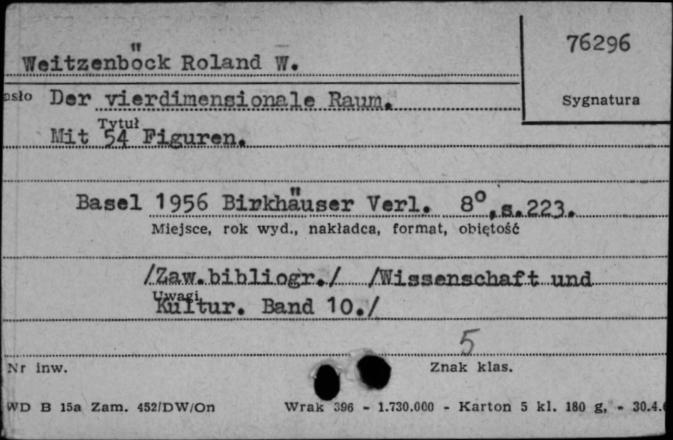 76296
Weitzenböck Roland W.
Sygnatura
Der vierdimensionale Raum.
Tytuł
Mit 54 Figuren.
Basel 1956 Birkhäuser Verl. 8°, s.223.
Miejsce, rok wyd., nakładca, format, objętość
/Zaw.bibliogr./ /Wissenschaft und
Uwagi
Kultur. Band 10./
5
Nr inw.
Znak klas.
WD B 15a Zam. 452/DW/On Wrak 396 - 1.730.000 - Karton 5 kl. 180 g, - 30.4.